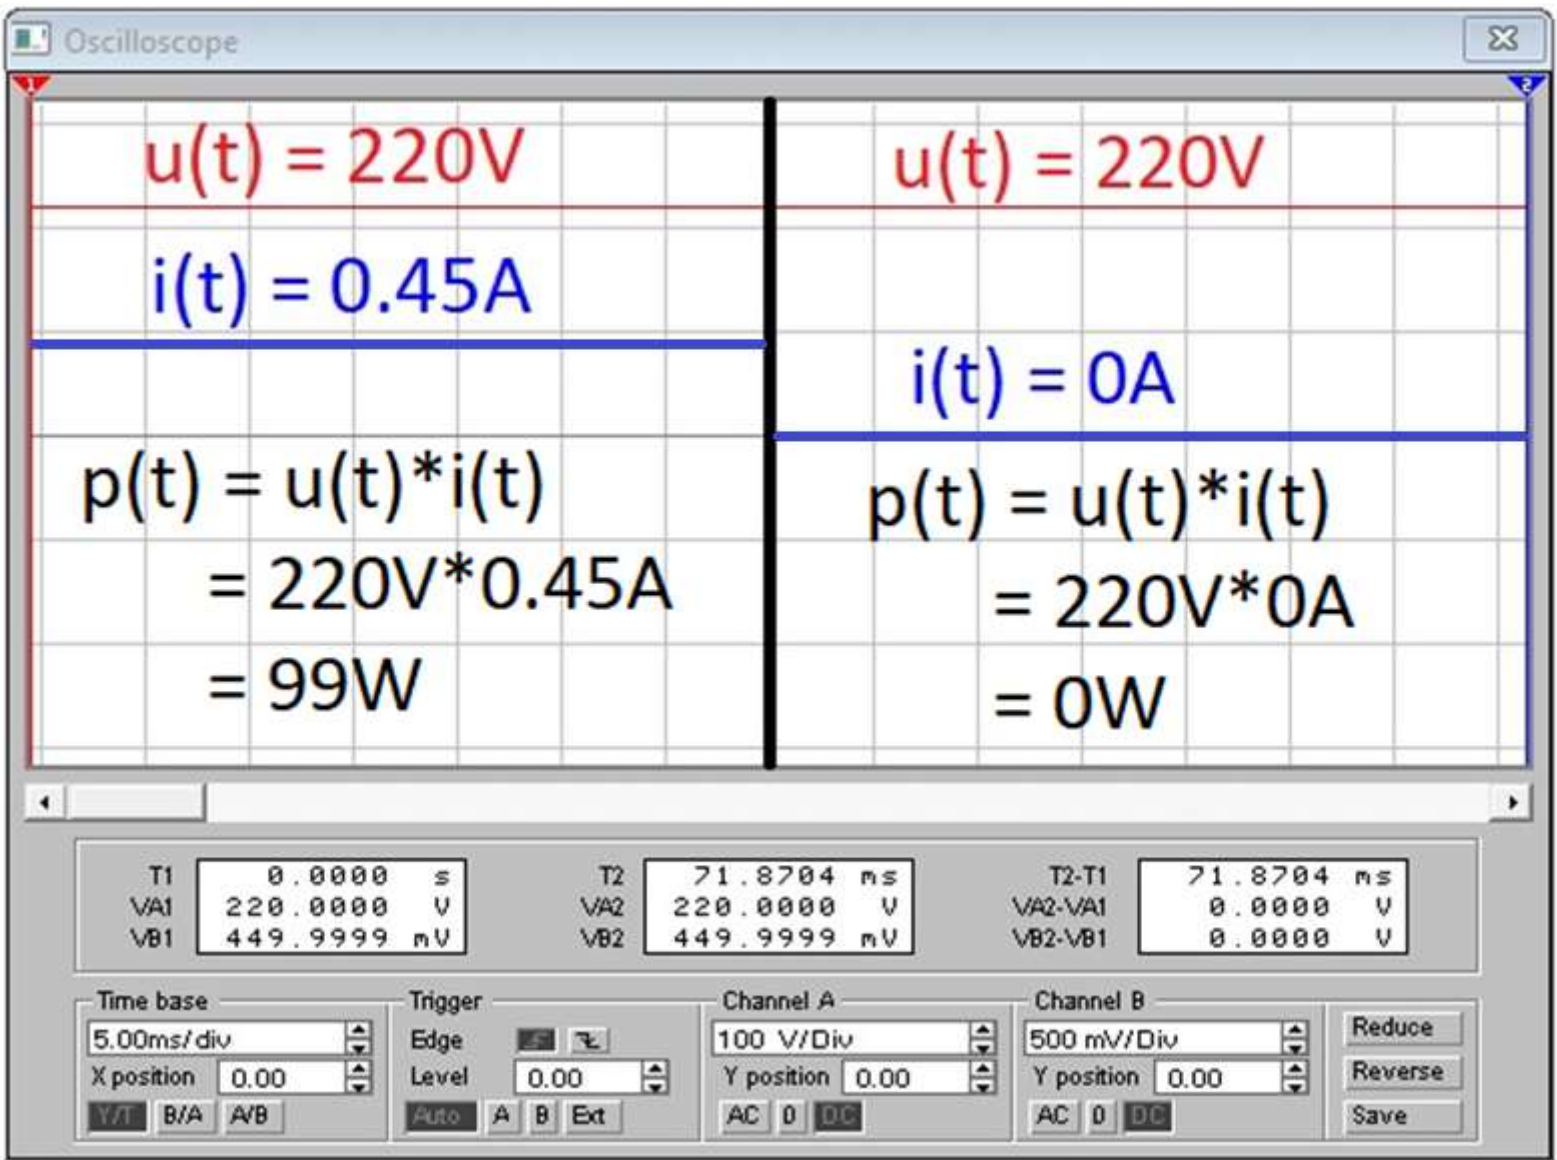 Oscilloscope
1
2
u(t) = 220V
i(t) = 0.45A
p(t) = u(t)*i(t)
= 220V*0.45A
= 99W
u(t) = 220V
i(t) = 0A
p(t) = u(t)*i(t)
= 220V*0A
= 0W
T1 0.0000 s
VA1 220.0000 V
VB1 449.9999 mV
T2 71.8704 ms
VA2 220.0000 V
VB2 449.9999 mV
T2-T1 71.8704 ms
VA2-VA1 0.0000 V
VB2-VB1 0.0000 V
Time base
5.00ms/div
X position 0.00
Y/T B/A A/B
Trigger
Edge
Level 0.00
Auto A B Ext
Channel A
100 V/Div
Y position 0.00
AC 0 DC
Channel B
500 mV/Div
Y position 0.00
AC 0 DC
Reduce
Reverse
Save